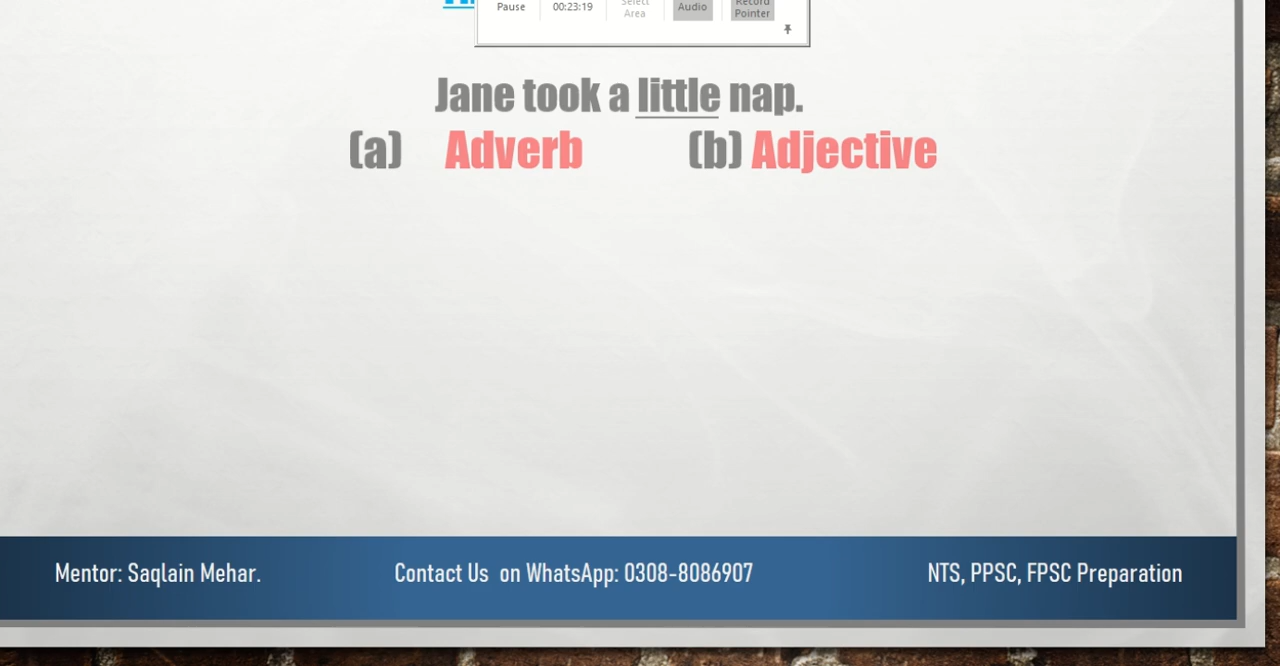 Pause 00:23:19 Select Area Audio Record Pointer
Jane took a little nap.
(a) Adverb (b) Adjective
Mentor: Saqlain Mehar. Contact Us on WhatsApp: 0308-8086907 NTS, PPSC, FPSC Preparation